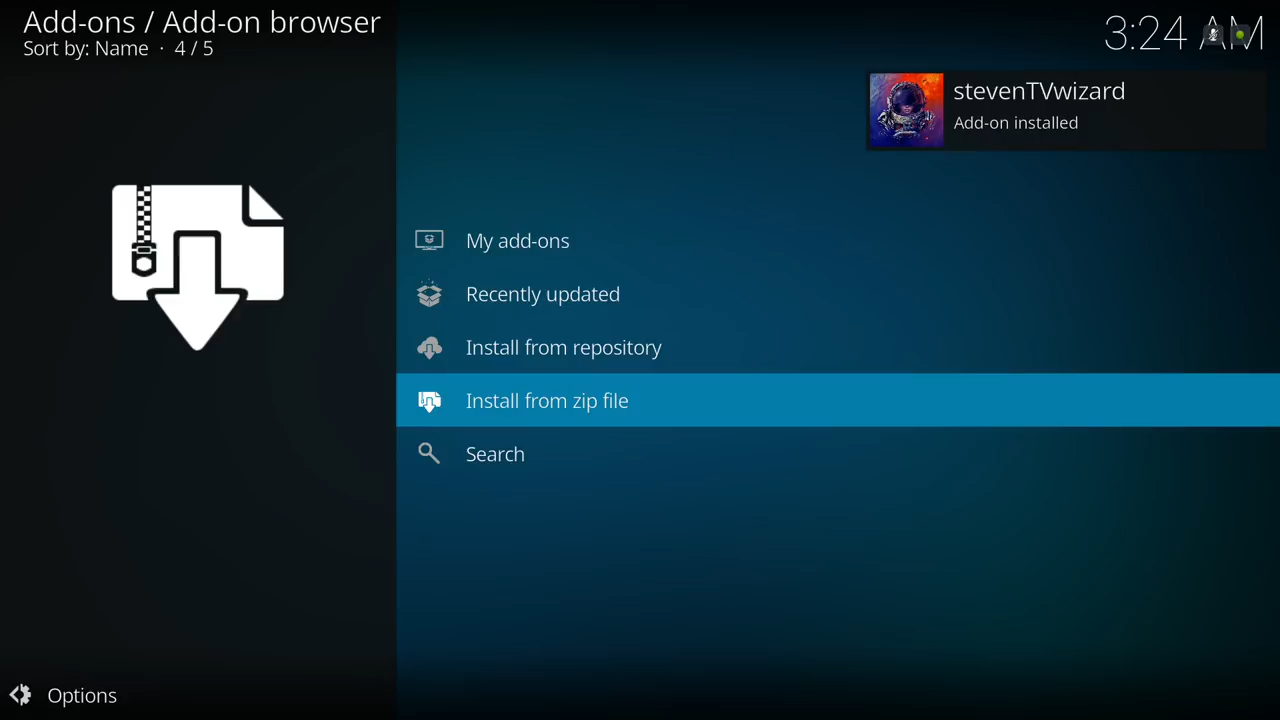 Add-ons / Add-on browser
Sort by: Name · 4 / 5
3:24 AM
stevenTVwizard
Add-on installed
My add-ons
Recently updated
Install from repository
Install from zip file
Search
Options